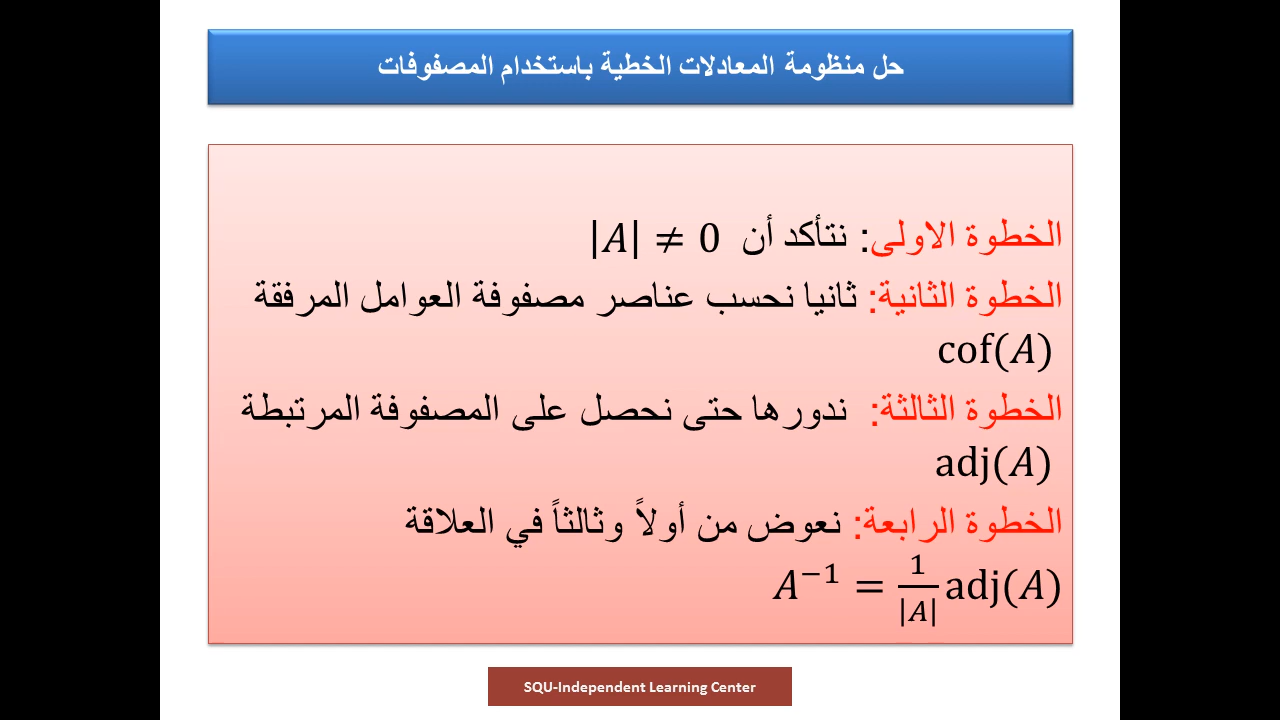 حل منظومة المعادلات الخطية باستخدام المصفوفات
الخطوة الاولى: نتأكد أن |A| ≠ 0
الخطوة الثانية: ثانيا نحسب عناصر مصفوفة العوامل المرفقة
cof(A)
الخطوة الثالثة: ندورها حتى نحصل على المصفوفة المرتبطة
adj(A)
الخطوة الرابعة: نعوض من أولاً وثالثاً في العلاقة
A⁻¹ = 1/|A| adj(A)
SQU-Independent Learning Center